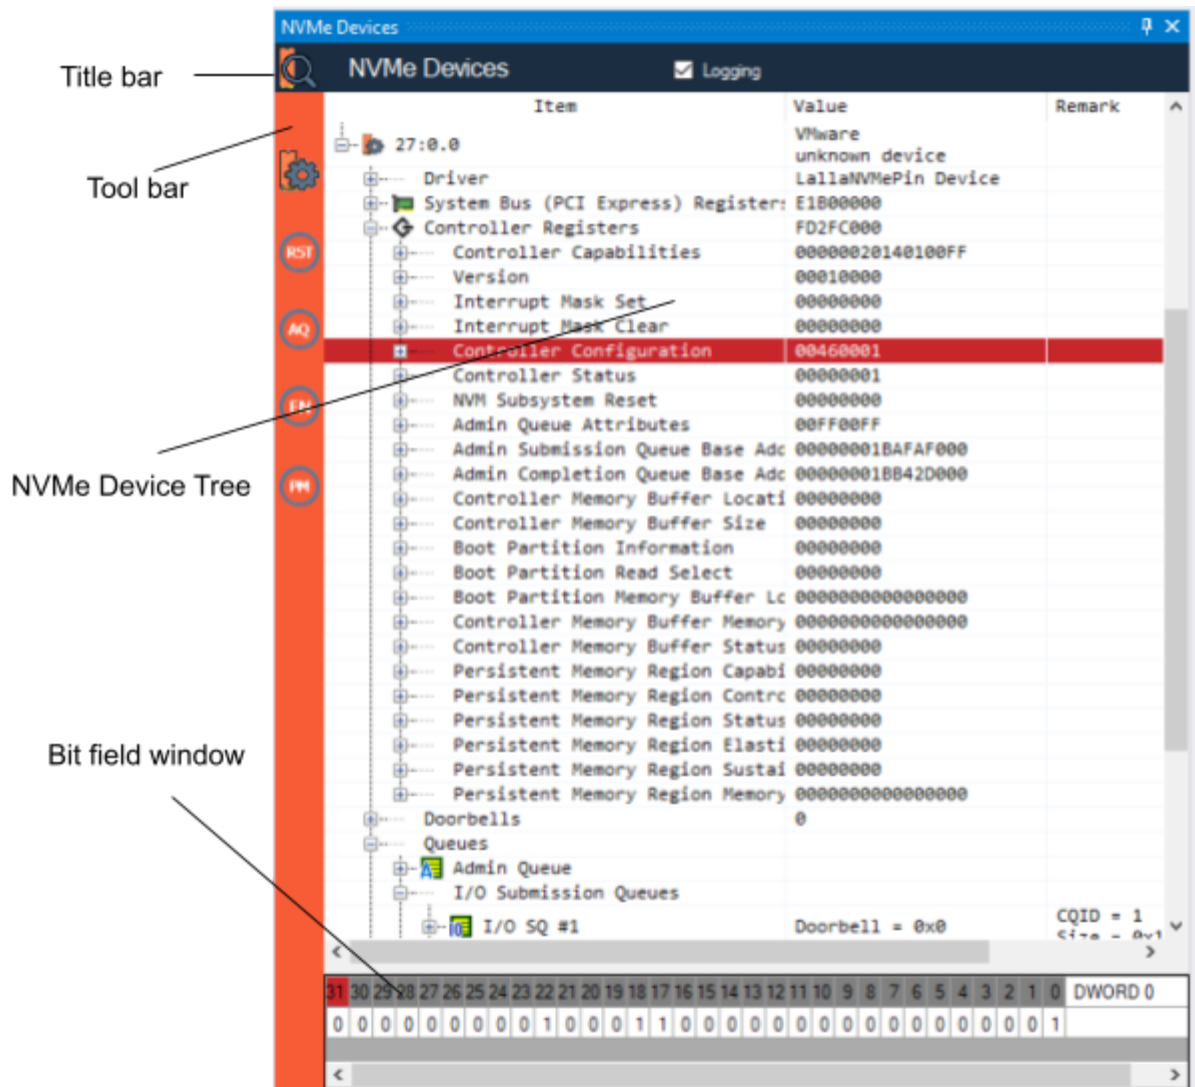 NVMe Devices
Title bar
NVMe Devices Logging
Item Value Remark
27:0.0 VMware
unknown device
Tool bar
Driver LallaNVMePin Device
System Bus (PCI Express) Register: E1B00000
Controller Registers FD2FC000
RST
Controller Capabilities 00000020140100FF
Version 00010000
Interrupt Mask Set 00000000
AQ
Interrupt Mask Clear 00000000
Controller Configuration 00460001
Controller Status 00000001
EN
NVM Subsystem Reset 00000000
Admin Queue Attributes 00FF00FF
Admin Submission Queue Base Adc 00000001BAFAF000
Admin Completion Queue Base Adc 00000001BB42D000
NVMe Device Tree
PM
Controller Memory Buffer Locati 00000000
Controller Memory Buffer Size 00000000
Boot Partition Information 00000000
Boot Partition Read Select 00000000
Boot Partition Memory Buffer Lc 0000000000000000
Controller Memory Buffer Memory 0000000000000000
Controller Memory Buffer Status 00000000
Persistent Memory Region Capabi 00000000
Persistent Memory Region Contrc 00000000
Persistent Memory Region Status 00000000
Persistent Memory Region Elasti 00000000
Bit field window
Persistent Memory Region Sustai 00000000
Persistent Memory Region Memory 0000000000000000
Doorbells 0
Queues
Admin Queue
I/O Submission Queues
I/O SQ #1 Doorbell = 0x0 CQID = 1
Size = 0x1
31 30 29 28 27 26 25 24 23 22 21 20 19 18 17 16 15 14 13 12 11 10 9 8 7 6 5 4 3 2 1 0 DWORD 0
0 0 0 0 0 0 0 0 0 1 0 0 0 1 1 0 0 0 0 0 0 0 0 0 0 0 0 0 0 0 0 1